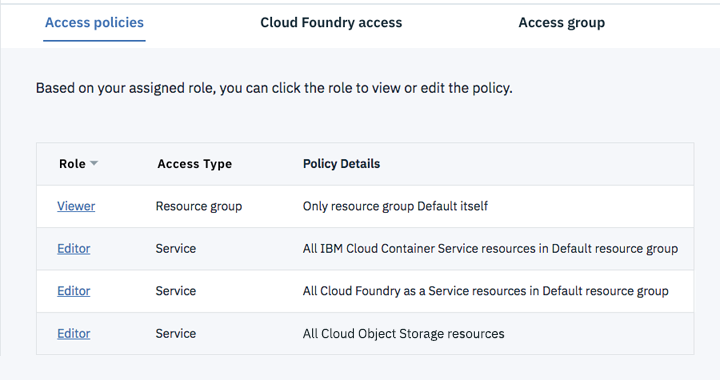 Access policies Cloud Foundry access Access group
Based on your assigned role, you can click the role to view or edit the policy.
Role Access Type Policy Details
Viewer Resource group Only resource group Default itself
Editor Service All IBM Cloud Container Service resources in Default resource group
Editor Service All Cloud Foundry as a Service resources in Default resource group
Editor Service All Cloud Object Storage resources